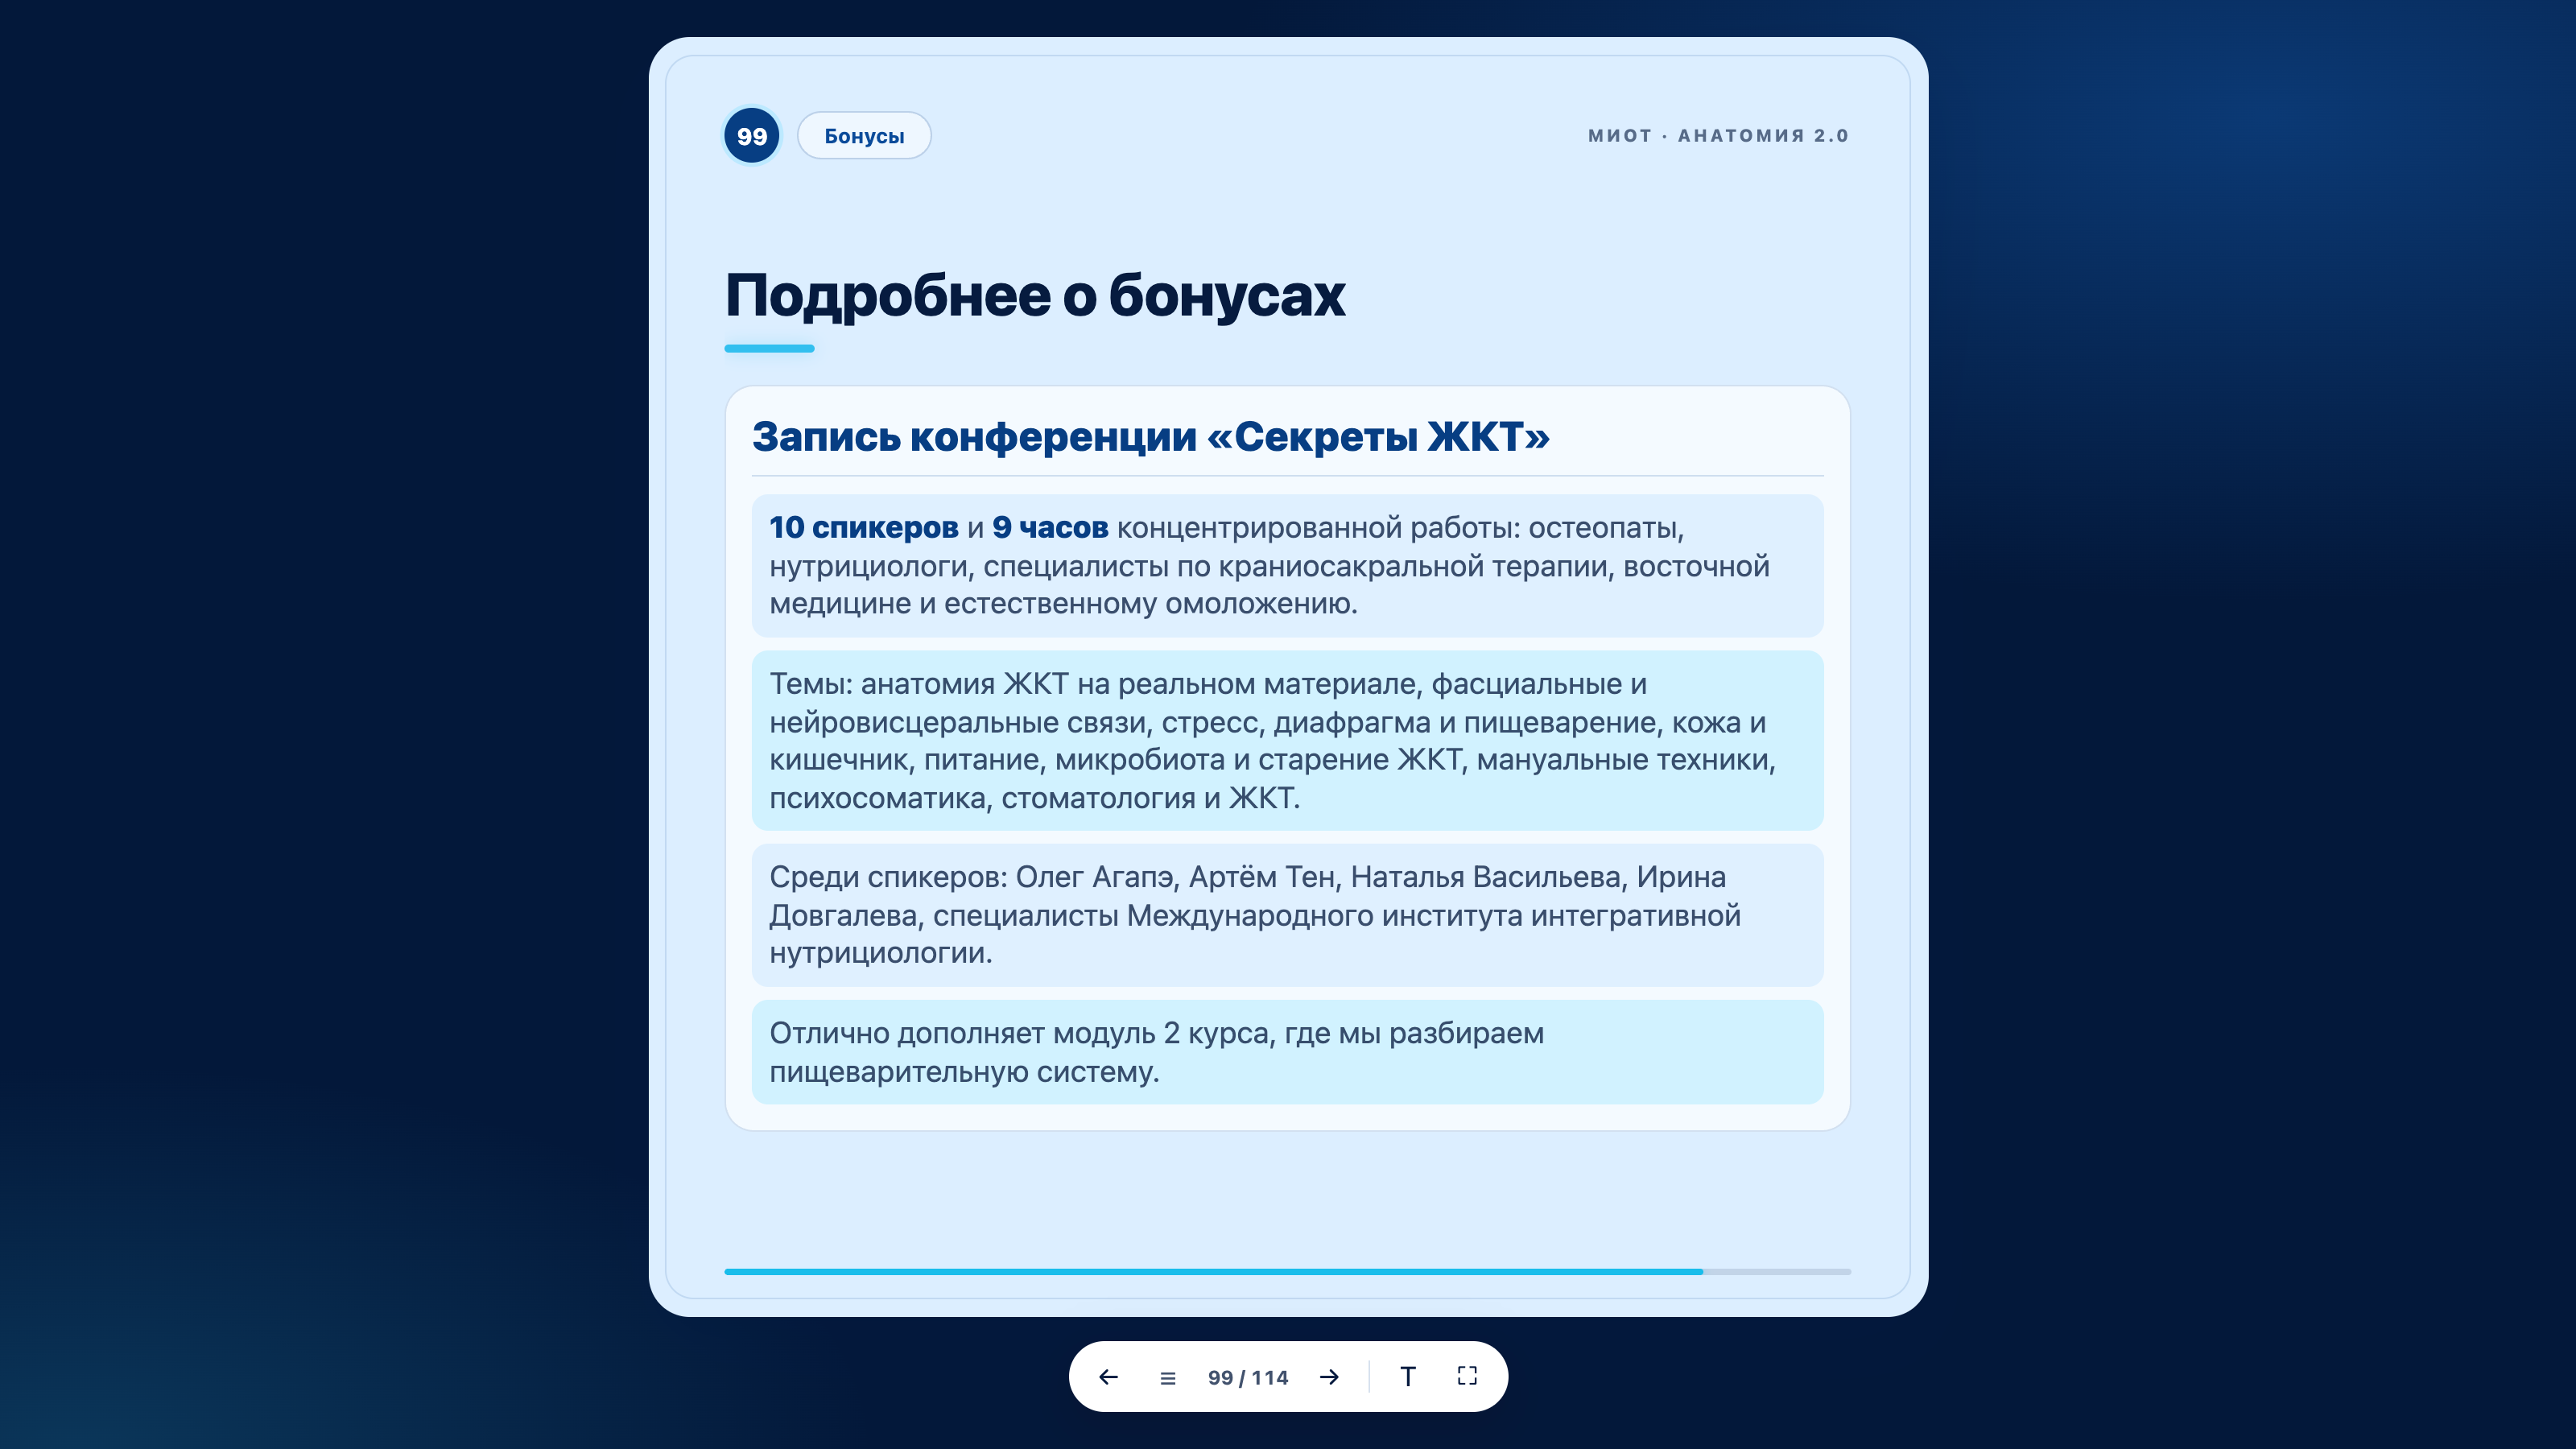 99
Бонусы
МИОТ · АНАТОМИЯ 2.0
Подробнее о бонусах
Запись конференции «Секреты ЖКТ»
10 спикеров и 9 часов концентрированной работы: остеопаты,
нутрициологи, специалисты по краниосакральной терапии, восточной
медицине и естественному омоложению.
Темы: анатомия ЖКТ на реальном материале, фасциальные и
нейровисцеральные связи, стресс, диафрагма и пищеварение, кожа и
кишечник, питание, микробиота и старение ЖКТ, мануальные техники,
психосоматика, стоматология и ЖКТ.
Среди спикеров: Олег Агапэ, Артём Тен, Наталья Васильева, Ирина
Довгалева, специалисты Международного института интегративной
нутрициологии.
Отлично дополняет модуль 2 курса, где мы разбираем
пищеварительную систему.
99 / 114
T